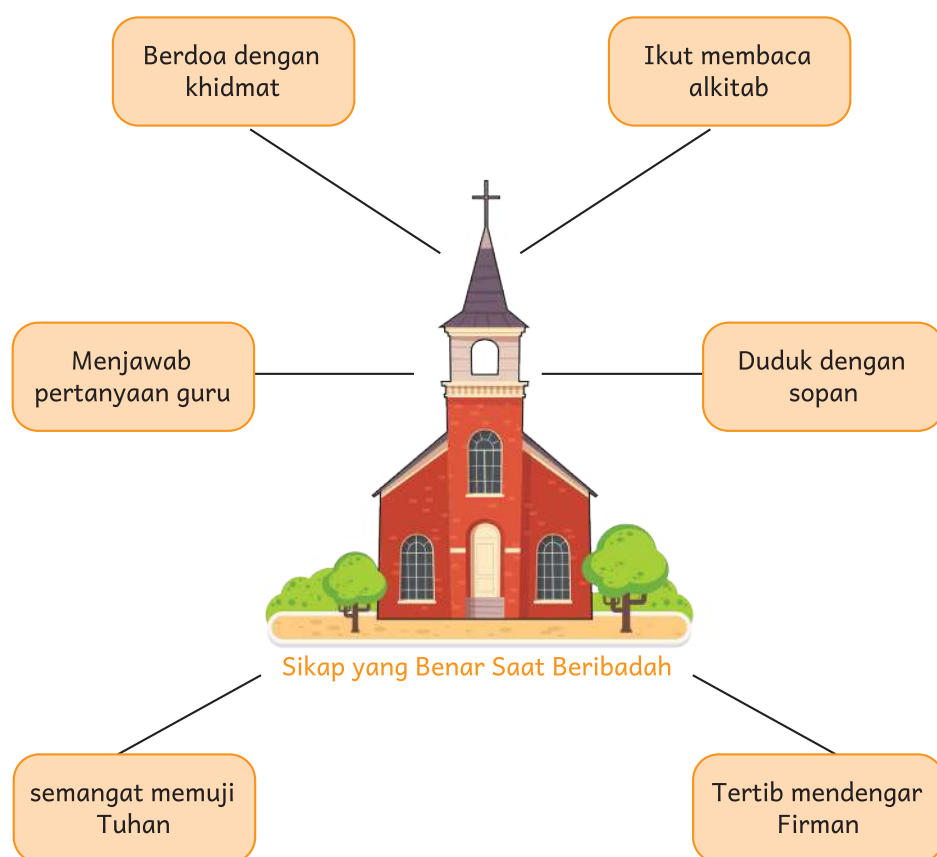 Berdoa dengan
khidmat
Ikut membaca
alkitab
Menjawab
pertanyaan guru
Duduk dengan
sopan
Sikap yang Benar Saat Beribadah
semangat memuji
Tuhan
Tertib mendengar
Firman